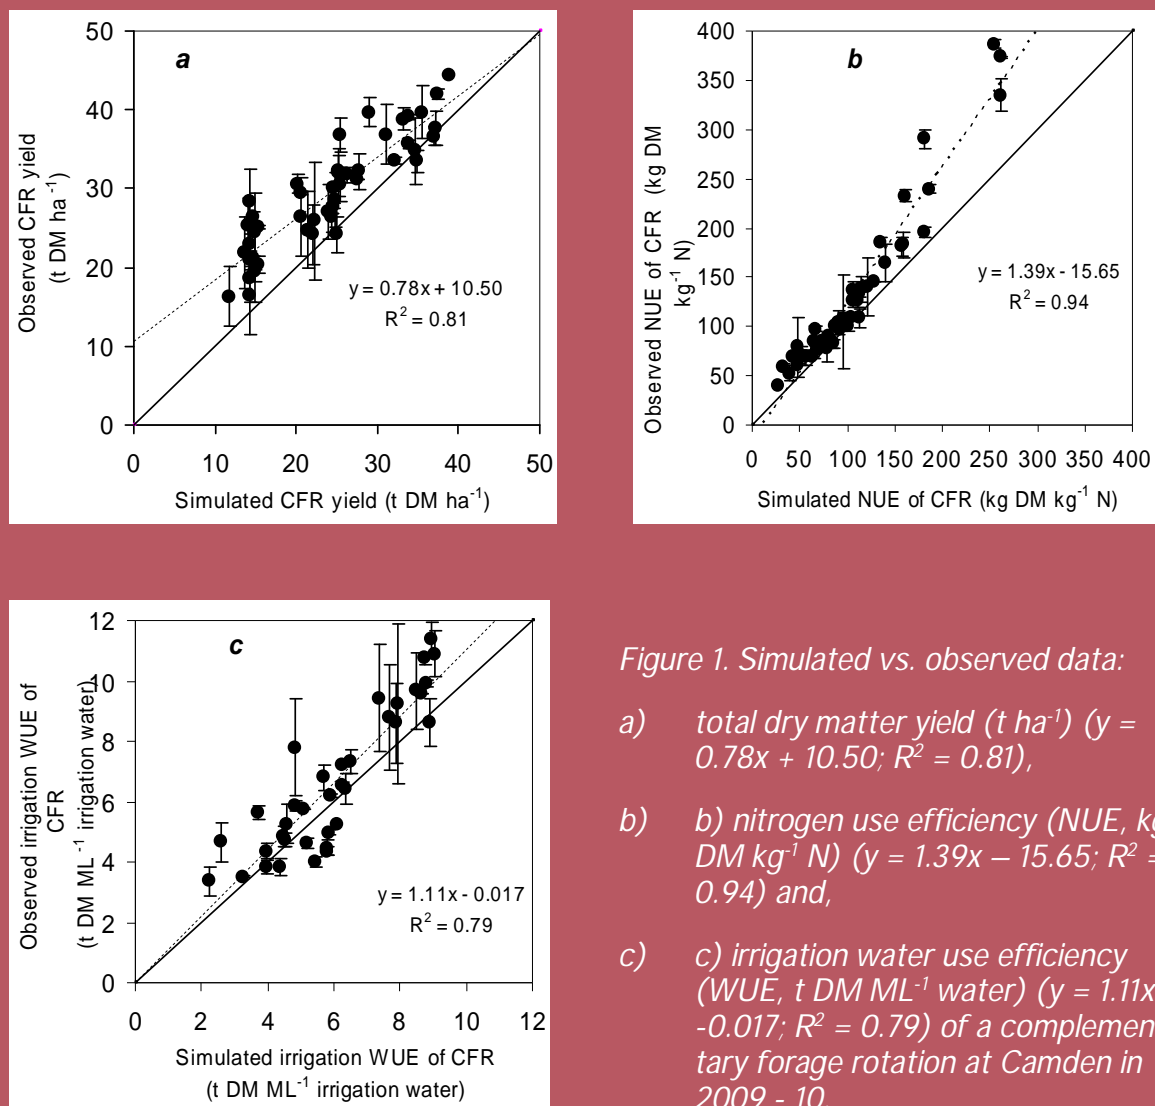 a
50
40
30
20
10
0
Observed CFR yield
(t DM ha⁻¹)
y = 0.78x + 10.50
R² = 0.81
0 10 20 30 40 50
Simulated CFR yield (t DM ha⁻¹)
b
400
350
300
250
200
150
100
50
0
Observed NUE of CFR (kg DM
kg⁻¹ N)
y = 1.39x - 15.65
R² = 0.94
0 50 100 150 200 250 300 350 400
Simulated NUE of CFR (kg DM kg⁻¹ N)
c
12
10
8
6
4
2
0
Observed irrigation WUE of
CFR
(t DM ML⁻¹ irrigation water)
y = 1.11x - 0.017
R² = 0.79
0 2 4 6 8 10 12
Simulated irrigation WUE of CFR
(t DM ML⁻¹ irrigation water)
Figure 1. Simulated vs. observed data:
a) total dry matter yield (t ha⁻¹) (y =
0.78x + 10.50; R² = 0.81),
b) b) nitrogen use efficiency (NUE, kg
DM kg⁻¹ N) (y = 1.39x – 15.65; R² =
0.94) and,
c) c) irrigation water use efficiency
(WUE, t DM ML⁻¹ water) (y = 1.11x
-0.017; R² = 0.79) of a complemen
tary forage rotation at Camden in
2009 - 10.